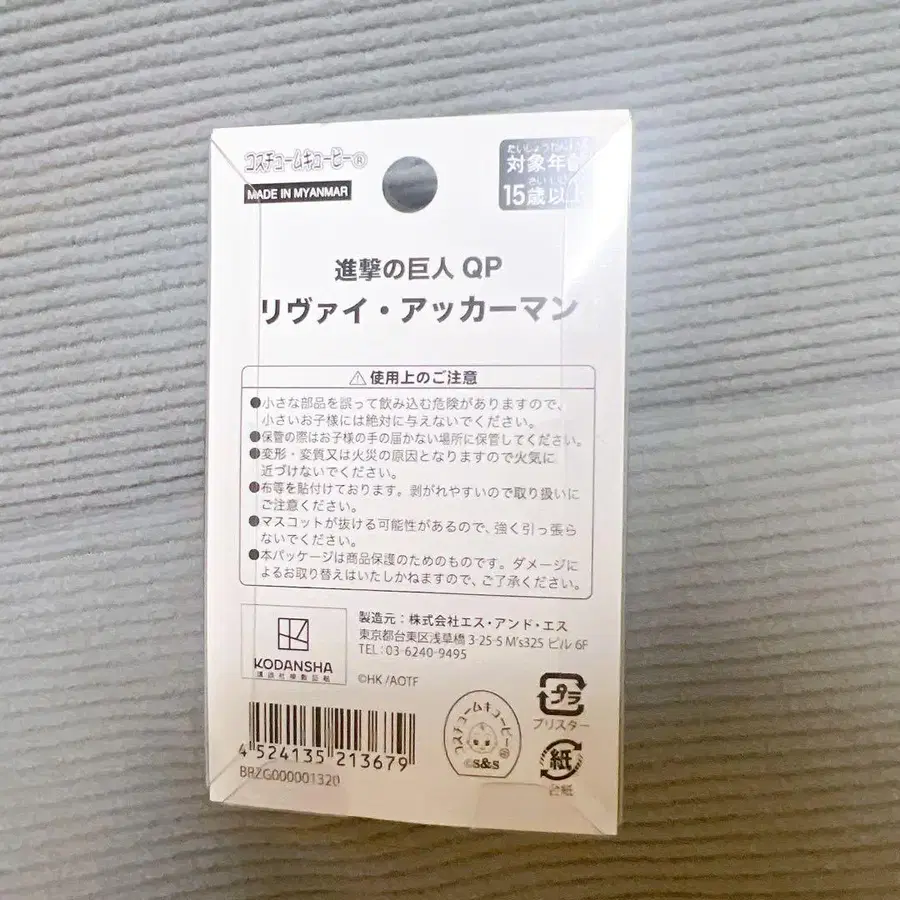 コスチュームキューピー®
MADE IN MYANMAR
対象年齢
15歳以上
進撃の巨人 QP
リヴァイ・アッカーマン
⚠使用上のご注意
●小さな部品を誤って飲み込む危険がありますので、
小さいお子様には絶対に与えないでください。
●保管の際はお子様の手の届かない場所に保管してください。
●変形・変質又は火災の原因となりますので火気に
近づけないでください。
●布等を貼付けております。剥がれやすいので取り扱いに
ご注意ください。
●マスコットが抜ける可能性があるので、強く引っ張ら
ないでください。
●本パッケージは商品保護のためのものです。ダメージに
よるお取り替えはいたしかねますので、ご了承ください。
KODANSHA
製造元：株式会社エス・アンド・エス
東京都台東区浅草橋 3-25-5 M's325 ビル 6F
TEL：03-6240-9495
©HK /AOTF
4 524135 213679
BRZG000001320
コスチュームキューピー®
©S&S
プラ
ブリスター
紙
台紙